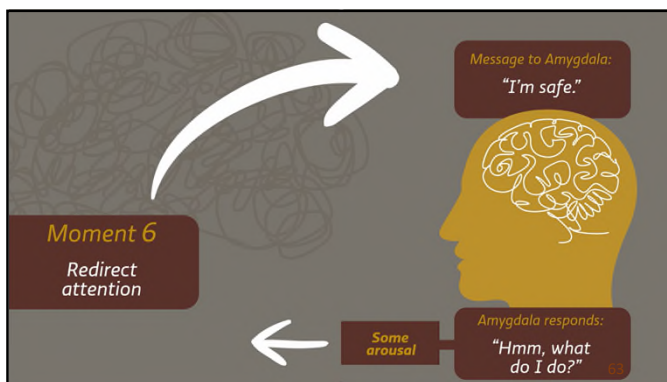 Message to Amygdala:
“I’m safe.”
Moment 6
Redirect
attention
Some
arousal
Amygdala responds:
“Hmm, what
do I do?”
63